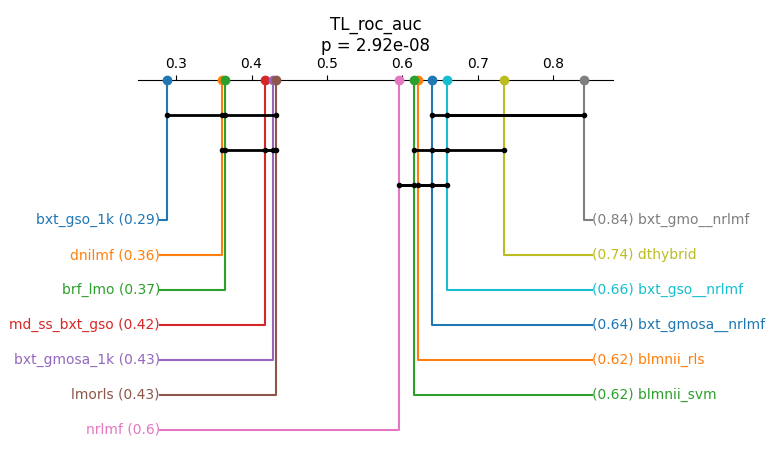 TL_roc_auc
p = 2.92e-08
0.3 0.4 0.5 0.6 0.7 0.8
bxt_gso_1k (0.29)
(0.84) bxt_gmo__nrlmf
dnilmf (0.36)
(0.74) dthybrid
brf_lmo (0.37)
(0.66) bxt_gso__nrlmf
md_ss_bxt_gso (0.42)
(0.64) bxt_gmosa__nrlmf
bxt_gmosa_1k (0.43)
(0.62) blmnii_rls
lmorls (0.43)
(0.62) blmnii_svm
nrlmf (0.6)